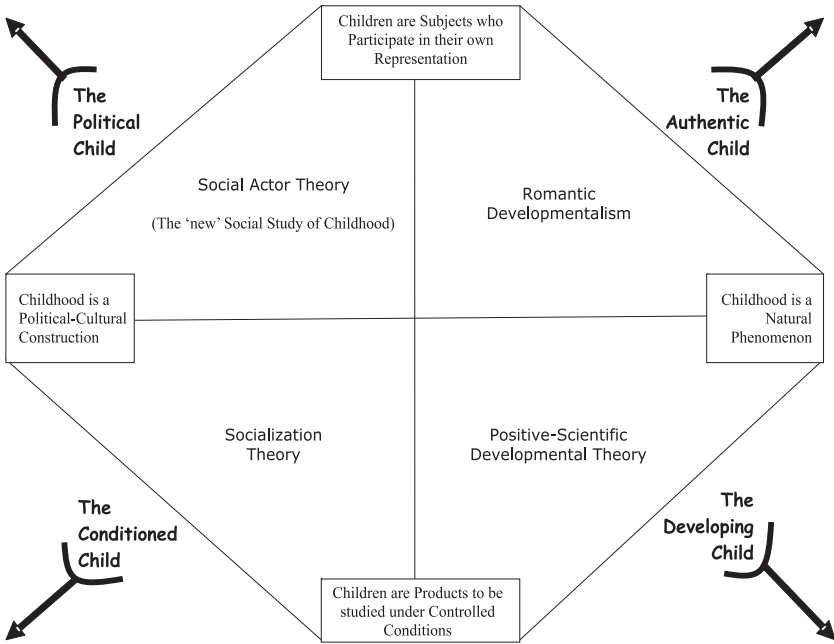 Children are Subjects who
Participate in their own
Representation
The
Political
Child
The
Authentic
Child
Social Actor Theory
(The ‘new’ Social Study of Childhood)
Romantic
Developmentalism
Childhood is a
Political-Cultural
Construction
Childhood is a
Natural
Phenomenon
Socialization
Theory
Positive-Scientific
Developmental Theory
The
Conditioned
Child
The
Developing
Child
Children are Products to be
studied under Controlled
Conditions